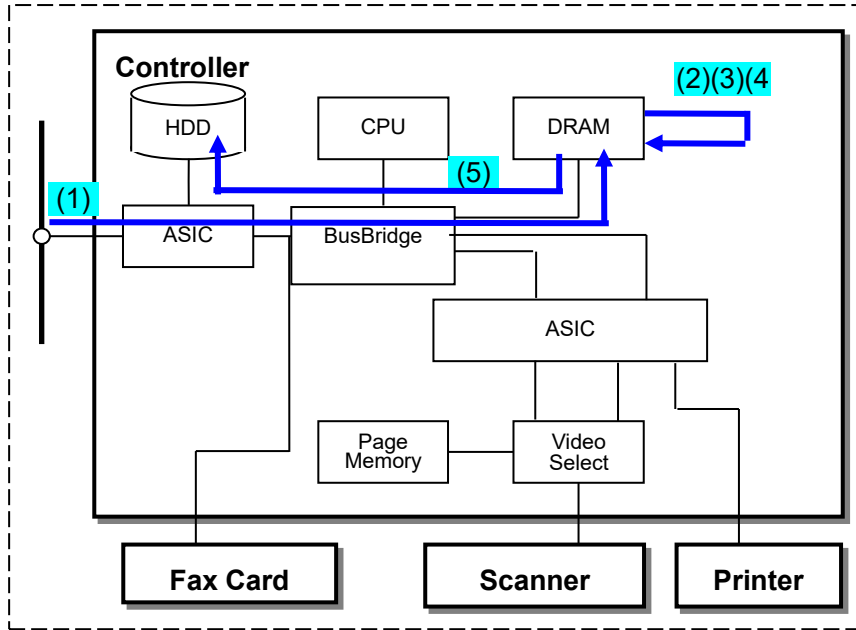 Controller
HDD
CPU
DRAM
(2)(3)(4
(5)
(1)
ASIC
BusBridge
ASIC
Page
Memory
Video
Select
Fax Card
Scanner
Printer